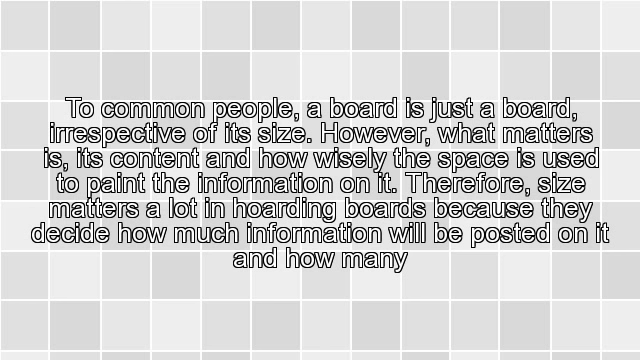 To common people, a board is just a board,
irrespective of its size. However, what matters
is, its content and how wisely the space is used
to paint the information on it. Therefore, size
matters a lot in hoarding boards because they
decide how much information will be posted on it
and how many